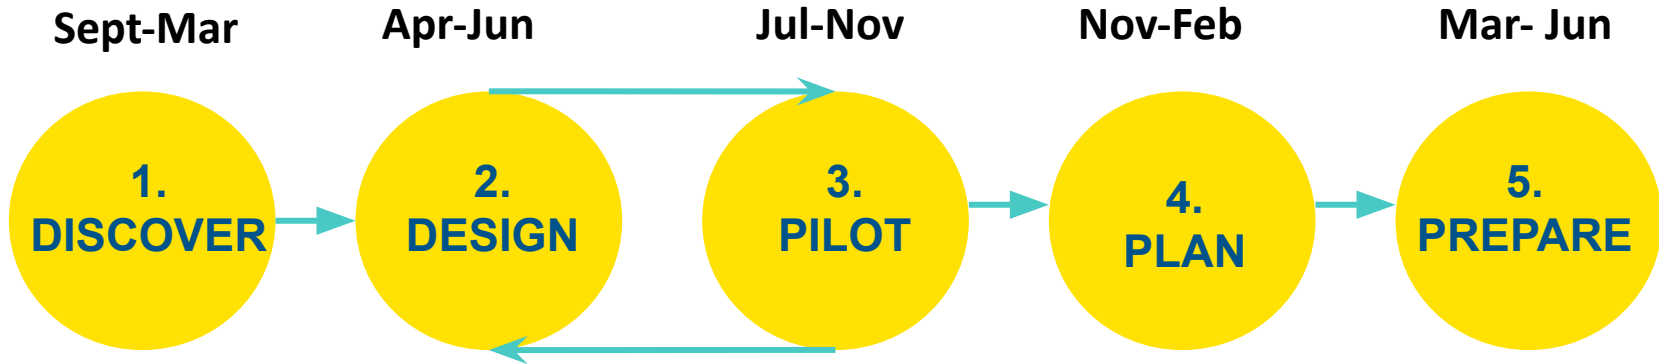 Sept-Mar
Apr-Jun
Jul-Nov
Nov-Feb
Mar- Jun
1.
DISCOVER
2.
DESIGN
3.
PILOT
4.
PLAN
5.
PREPARE